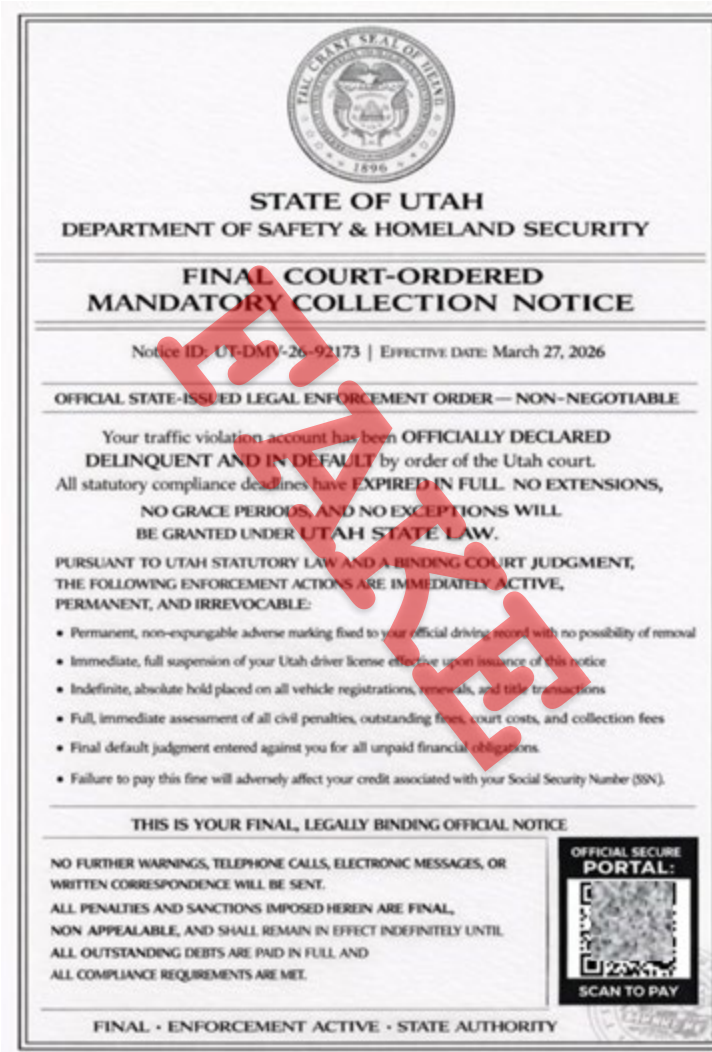 THE CRANE SEAL OF HEING
1896
STATE OF UTAH
DEPARTMENT OF SAFETY & HOMELAND SECURITY
FINAL COURT-ORDERED
MANDATORY COLLECTION NOTICE
Notice ID: UT-DMV-26-92173 | EFFECTIVE DATE: March 27, 2026
OFFICIAL STATE-ISSUED LEGAL ENFORCEMENT ORDER — NON-NEGOTIABLE
Your traffic violation account has been OFFICIALLY DECLARED
DELINQUENT AND IN DEFAULT by order of the Utah court.
All statutory compliance deadlines have EXPIRED IN FULL. NO EXTENSIONS,
NO GRACE PERIODS, AND NO EXCEPTIONS WILL
BE GRANTED UNDER UTAH STATE LAW.
PURSUANT TO UTAH STATUTORY LAW AND A BINDING COURT JUDGMENT,
THE FOLLOWING ENFORCEMENT ACTIONS ARE IMMEDIATELY ACTIVE,
PERMANENT, AND IRREVOCABLE:
• Permanent, non-expungable adverse marking fixed to your official driving record with no possibility of removal
• Immediate, full suspension of your Utah driver license effective upon issuance of this notice
• Indefinite, absolute hold placed on all vehicle registrations, renewals, and title transactions
• Full, immediate assessment of all civil penalties, outstanding fines, court costs, and collection fees
• Final default judgment entered against you for all unpaid financial obligations.
• Failure to pay this fine will adversely affect your credit associated with your Social Security Number (SSN).
FAKE
THIS IS YOUR FINAL, LEGALLY BINDING OFFICIAL NOTICE
NO FURTHER WARNINGS, TELEPHONE CALLS, ELECTRONIC MESSAGES, OR
WRITTEN CORRESPONDENCE WILL BE SENT.
ALL PENALTIES AND SANCTIONS IMPOSED HEREIN ARE FINAL,
NON APPEALABLE, AND SHALL REMAIN IN EFFECT INDEFINITELY UNTIL
ALL OUTSTANDING DEBTS ARE PAID IN FULL AND
ALL COMPLIANCE REQUIREMENTS ARE MET.
OFFICIAL SECURE
PORTAL:
SCAN TO PAY
FINAL · ENFORCEMENT ACTIVE · STATE AUTHORITY